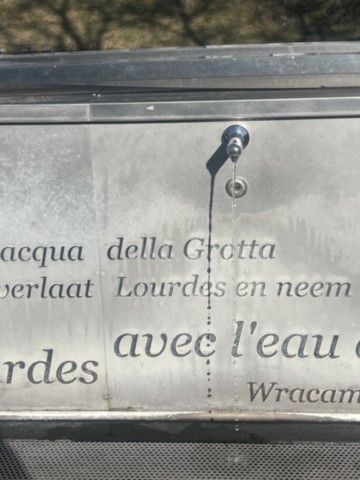 acqua della Grotta
verlaat Lourdes en neem
rdes avec l'eau
Wracam